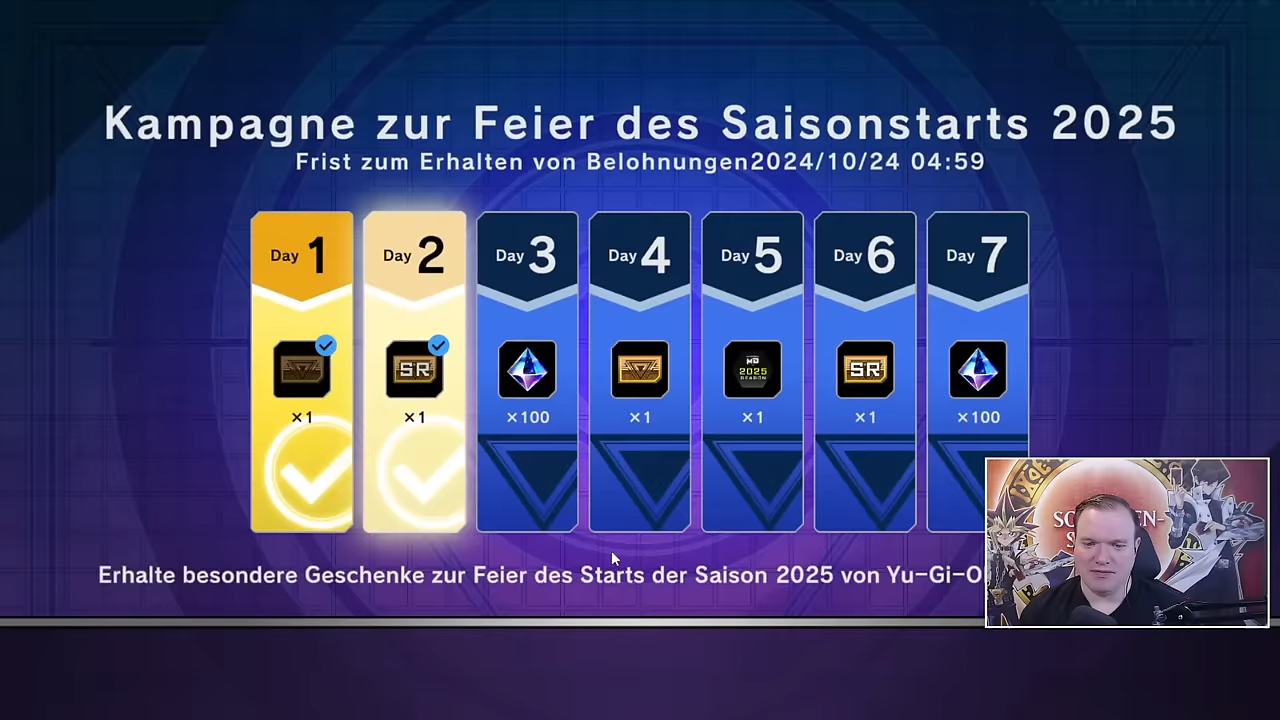 Kampagne zur Feier des Saisonstarts 2025
Frist zum Erhalten von Belohnungen2024/10/24 04:59
Day 1
Day 2
Day 3
Day 4
Day 5
Day 6
Day 7
SR
MD
2025
SEASON
SR
×1
×1
×100
×1
×1
×1
×100
Erhalte besondere Geschenke zur Feier des Starts der Saison 2025 von Yu-Gi-O